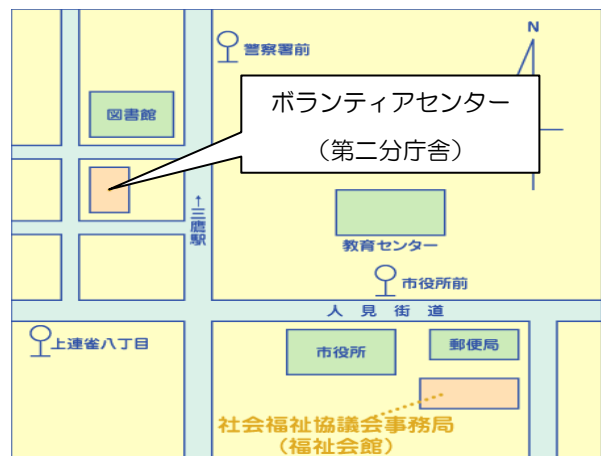 警察署前
N
ボランティアセンター
（第二分庁舎）
図書館
↑三鷹駅
教育センター
市役所前
人見街道
上連雀八丁目
市役所
郵便局
社会福祉協議会事務局
（福祉会館）